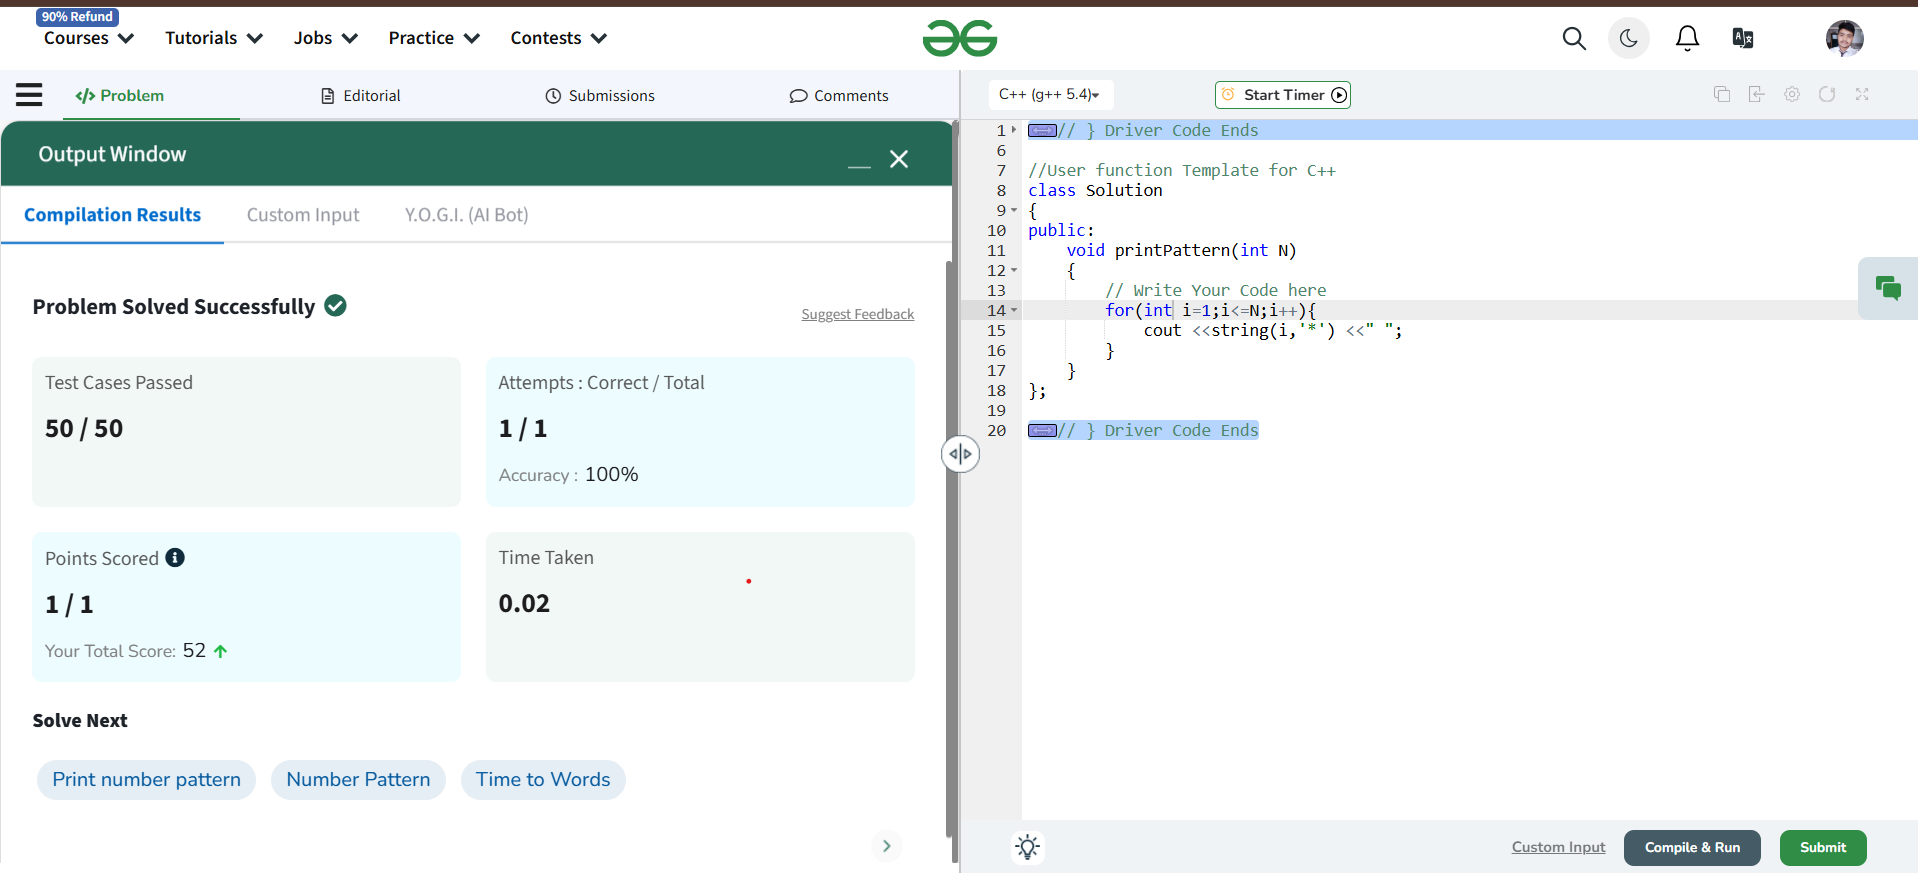 90% Refund
Courses Tutorials Jobs Practice Contests
</> Problem Editorial Submissions Comments
Output Window
Compilation Results Custom Input Y.O.G.I. (AI Bot)
Problem Solved Successfully
Suggest Feedback
Test Cases Passed
50 / 50
Attempts : Correct / Total
1 / 1
Accuracy : 100%
Points Scored
1 / 1
Your Total Score: 52
Time Taken
0.02
Solve Next
Print number pattern Number Pattern Time to Words
C++ (g++ 5.4) Start Timer
1 // } Driver Code Ends
6
7 //User function Template for C++
8 class Solution
9 {
10 public:
11 void printPattern(int N)
12 {
13 // Write Your Code here
14 for(int i=1;i<=N;i++){
15 cout <<string(i,'*') <<" ";
16 }
17 }
18 };
19
20 // } Driver Code Ends
Custom Input Compile & Run Submit